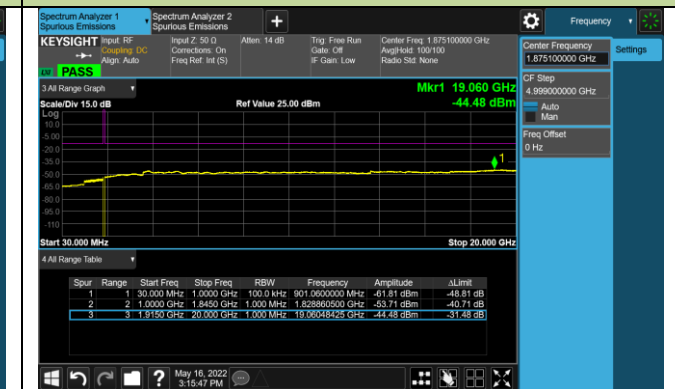 Spectrum Analyzer 1
Spurious Emissions
Spectrum Analyzer 2
Spurious Emissions
Frequency
KEYSIGHT
Input: RF
Coupling: DC
Align: Auto
Input Z: 50 Ω
Corrections: On
Freq Ref: Int (S)
Atten: 14 dB
Trig: Free Run
Gate: Off
IF Gain: Low
Center Freq: 1.875100000 GHz
Avg|Hold: 100/100
Radio Std: None
PASS
Center Frequency
1.875100000 GHz
Settings
CF Step
4.999000000 GHz
Auto
Man
Freq Offset
0 Hz
3 All Range Graph
Mkr1 19.060 GHz
Scale/Div 15.0 dB
Ref Value 25.00 dBm
-44.48 dBm
Log
10.0
-5.00
-20.0
-35.0
-50.0
-65.0
-80.0
-95.0
-110
1
Start 30.000 MHz
Stop 20.000 GHz
4 All Range Table
Spur Range Start Freq Stop Freq RBW Frequency Amplitude ΔLimit
1 1 30.000 MHz 1.0000 GHz 100.0 kHz 901.0600000 MHz -61.81 dBm -48.81 dB
2 2 1.0000 GHz 1.8450 GHz 1.000 MHz 1.828860500 GHz -53.71 dBm -40.71 dB
3 3 1.9150 GHz 20.000 GHz 1.000 MHz 19.06048425 GHz -44.48 dBm -31.48 dB
May 16, 2022
3:15:47 PM